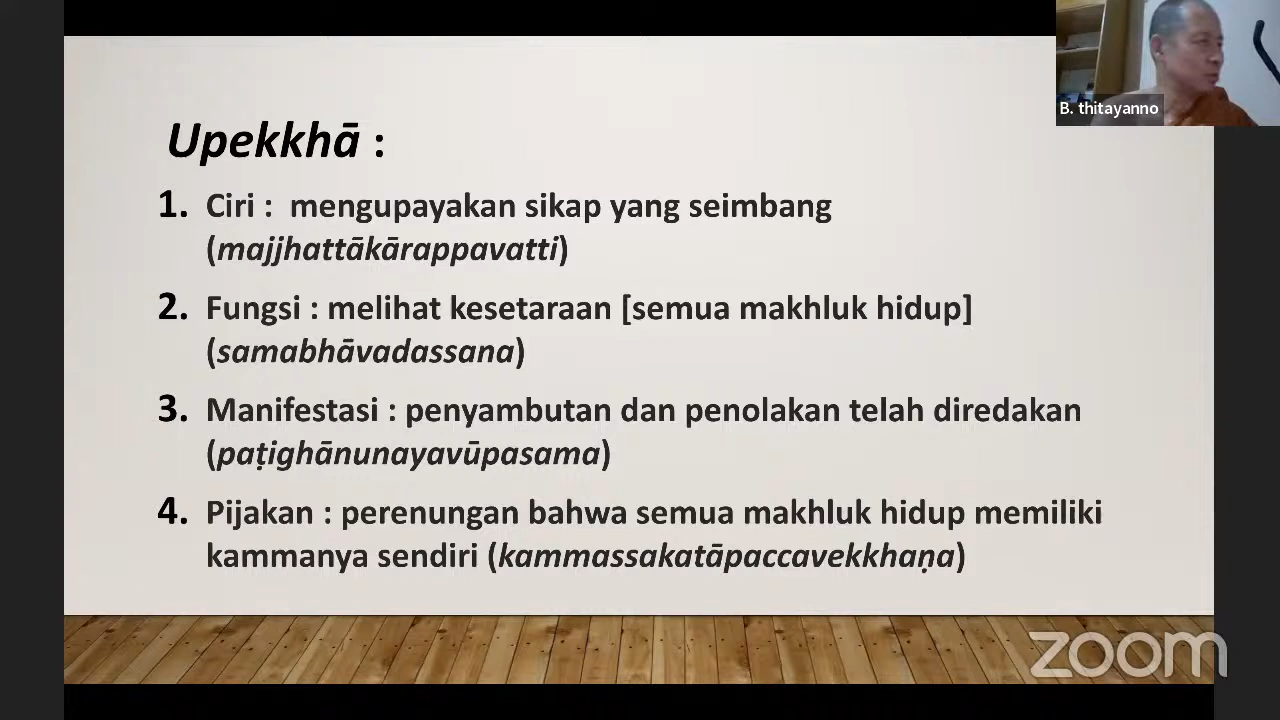 B. thitayanno
Upekkhā :
1. Ciri : mengupayakan sikap yang seimbang
(majjhattākārappavatti)
2. Fungsi : melihat kesetaraan [semua makhluk hidup]
(samabhāvadassana)
3. Manifestasi : penyambutan dan penolakan telah diredakan
(paṭighānunayavūpasama)
4. Pijakan : perenungan bahwa semua makhluk hidup memiliki
kammanya sendiri (kammassakatāpaccavekkhaṇa)
zoom